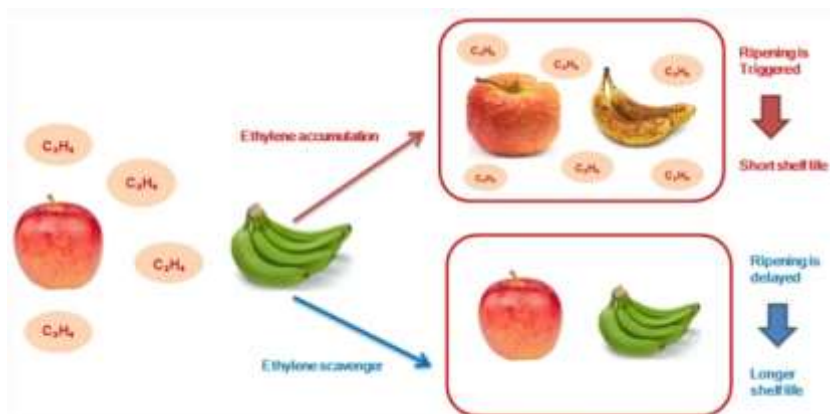 C₂H₄
C₂H₄
C₂H₄
C₂H₄
Ethylene accumulation
Ethylene scavenger
C₂H₄
C₂H₄
C₂H₄
C₂H₄
C₂H₄
C₂H₄
Ripening is
Triggered
Short shelf life
Ripening is
delayed
Longer
shelf life